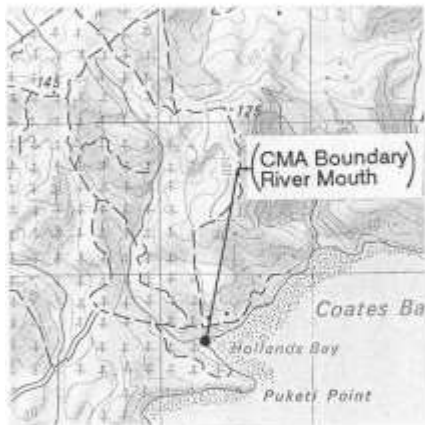 145
125
(CMA Boundary
River Mouth)
Coates Ba
Hollands Bay
Puketi Point